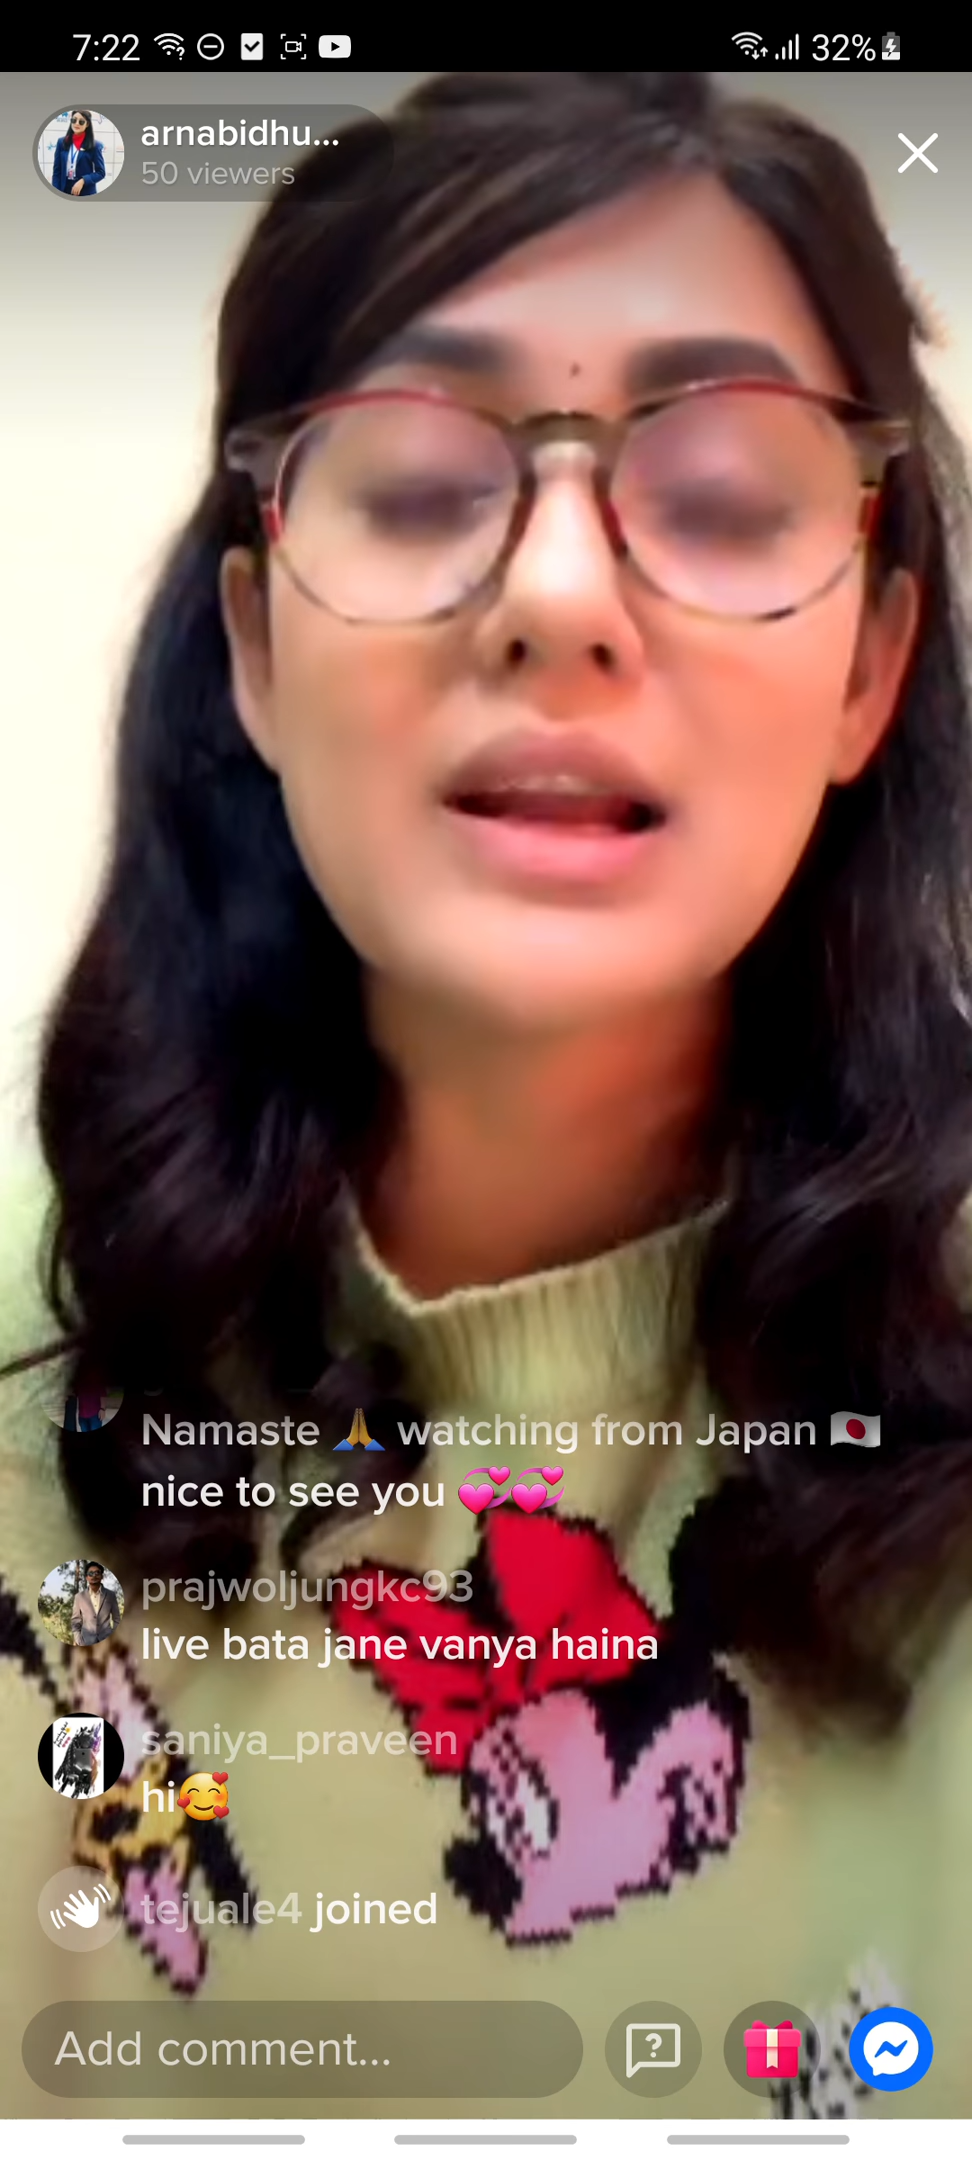 7:22
32%
arnabidhu...
50 viewers
Namaste 🙏 watching from Japan 🇯🇵
nice to see you 💞💞
prajwoljungkc93
live bata jane vanya haina
saniya_praveen
hi🥰
tejuale4 joined
Add comment...